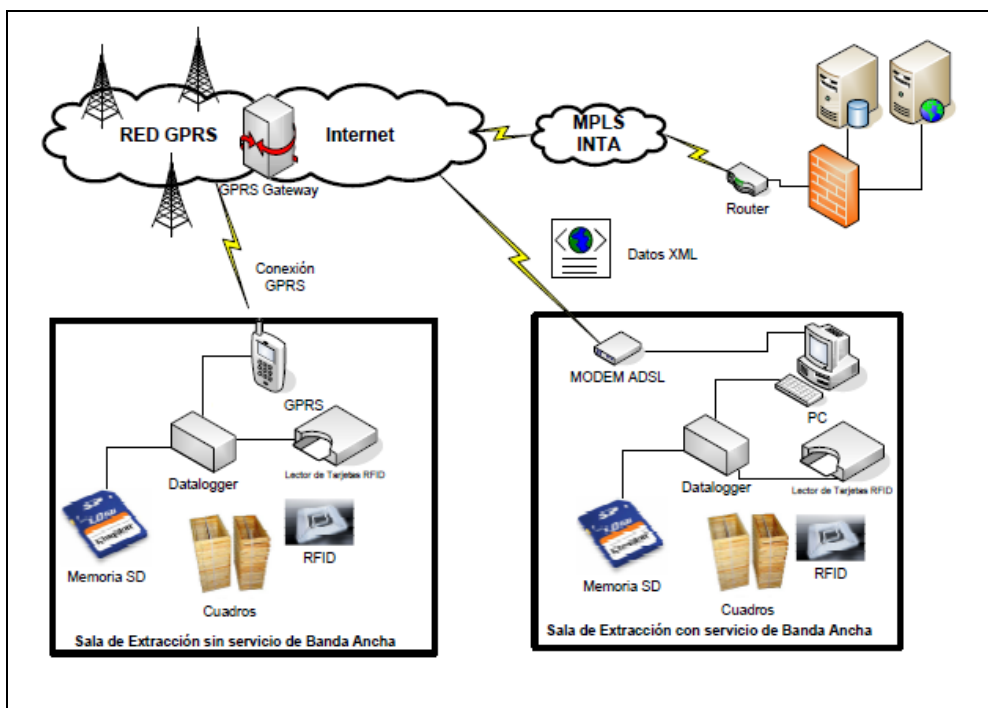 RED GPRS
Internet
GPRS Gateway
MPLS
INTA
Router
Datos XML
Conexión
GPRS
GPRS
Datalogger
Lector de Tarjetas RFID
Memoria SD
Cuadros
RFID
Sala de Extracción sin servicio de Banda Ancha
MODEM ADSL
PC
Datalogger
Lector de Tarjetas RFID
Memoria SD
Cuadros
RFID
Sala de Extracción con servicio de Banda Ancha